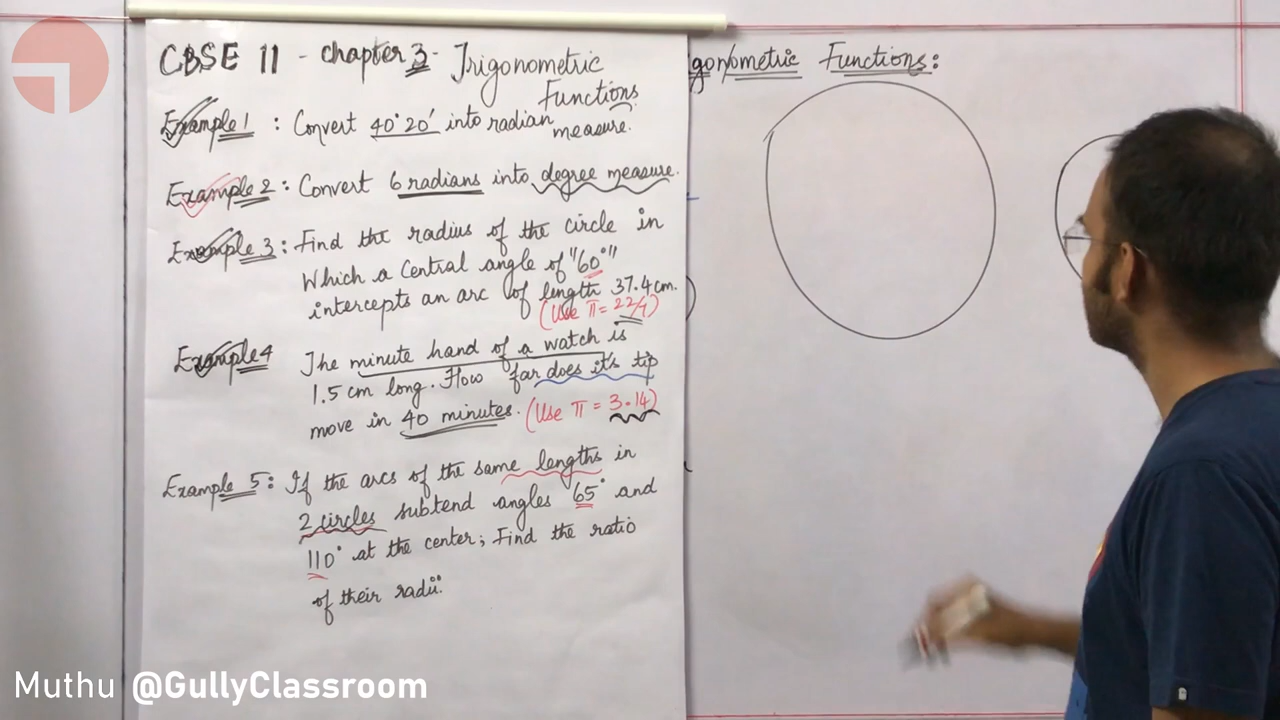 CBSE 11 - chapter 3 - Trigonometric
Functions
Example 1 : Convert 40° 20' into radian
measure.
Example 2 : Convert 6 radians into degree measure.
Example 3 : Find the radius of the circle in
Which a Central angle of "60°"
intercepts an arc of length 37.4 cm.
(Use π = 22/7)
Example 4 The minute hand of a watch is
1.5 cm long. How far does it's tip
move in 40 minutes. (Use π = 3.14)
Example 5 : If the arcs of the same lengths in
2 circles subtend angles 65° and
110° at the center; Find the ratio
of their radii.
gonometric Functions:
Muthu @GullyClassroom